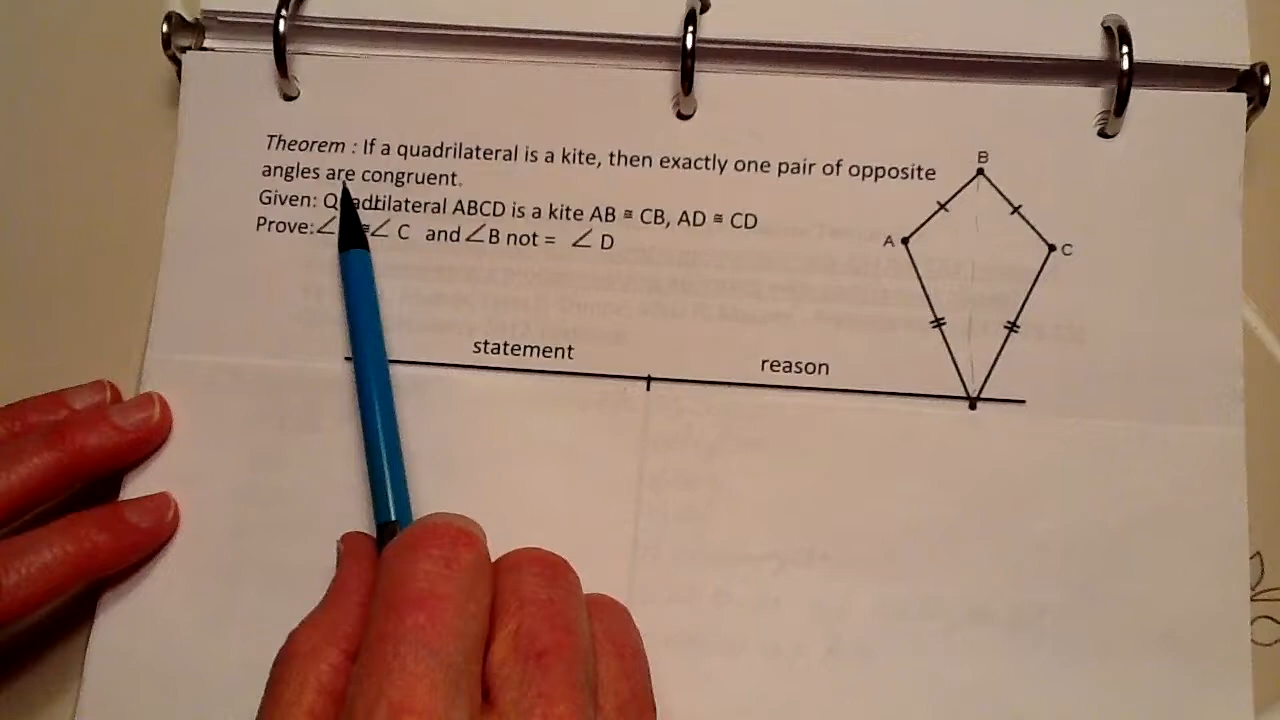 Theorem : If a quadrilateral is a kite, then exactly one pair of opposite
angles are congruent.
Given: Quadrilateral ABCD is a kite AB ≅ CB, AD ≅ CD
Prove: ∠ ≅ ∠ C and ∠B not = ∠ D
B
A
C
statement
reason